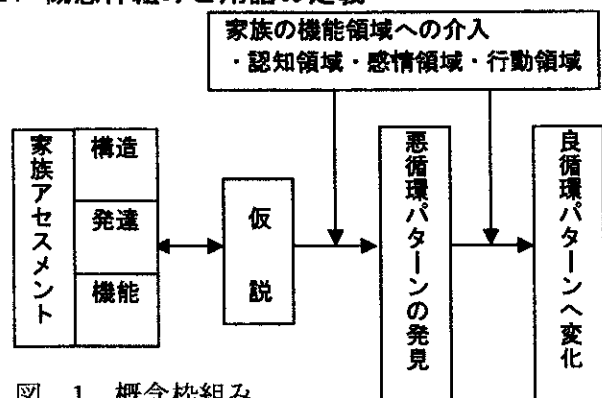 家族の機能領域への介入
・認知領域・感情領域・行動領域
家族アセスメント
構造
発達
機能
仮説
悪循環パターンの発見
良循環パターンへ変化
図 1 概念枠組み